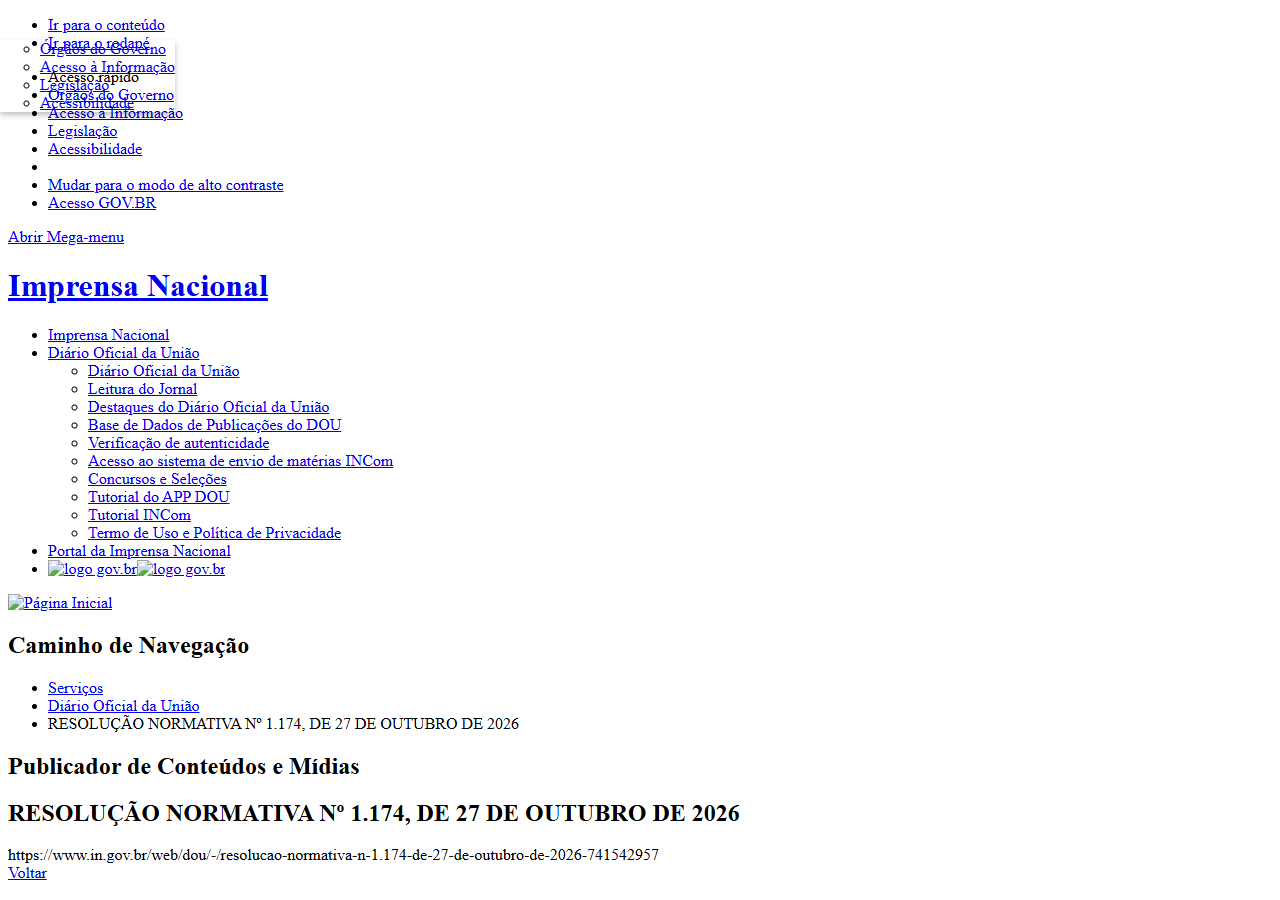 Ir para o conteúdo
Ir para o rodapé
Órgãos do Governo
Acesso à Informação
Legislação
Acessibilidade
Acesso rápido
Órgãos do Governo
Acesso à Informação
Legislação
Acessibilidade
Mudar para o modo de alto contraste
Acesso GOV.BR
Abrir Mega-menu
Imprensa Nacional
Imprensa Nacional
Diário Oficial da União
Diário Oficial da União
Leitura do Jornal
Destaques do Diário Oficial da União
Base de Dados de Publicações do DOU
Verificação de autenticidade
Acesso ao sistema de envio de matérias INCom
Concursos e Seleções
Tutorial do APP DOU
Tutorial INCom
Termo de Uso e Política de Privacidade
Portal da Imprensa Nacional
logo gov.br logo gov.br
Página Inicial
Caminho de Navegação
Serviços
Diário Oficial da União
RESOLUÇÃO NORMATIVA Nº 1.174, DE 27 DE OUTUBRO DE 2026
Publicador de Conteúdos e Mídias
RESOLUÇÃO NORMATIVA Nº 1.174, DE 27 DE OUTUBRO DE 2026
https://www.in.gov.br/web/dou/-/resolucao-normativa-n-1.174-de-27-de-outubro-de-2026-741542957
Voltar